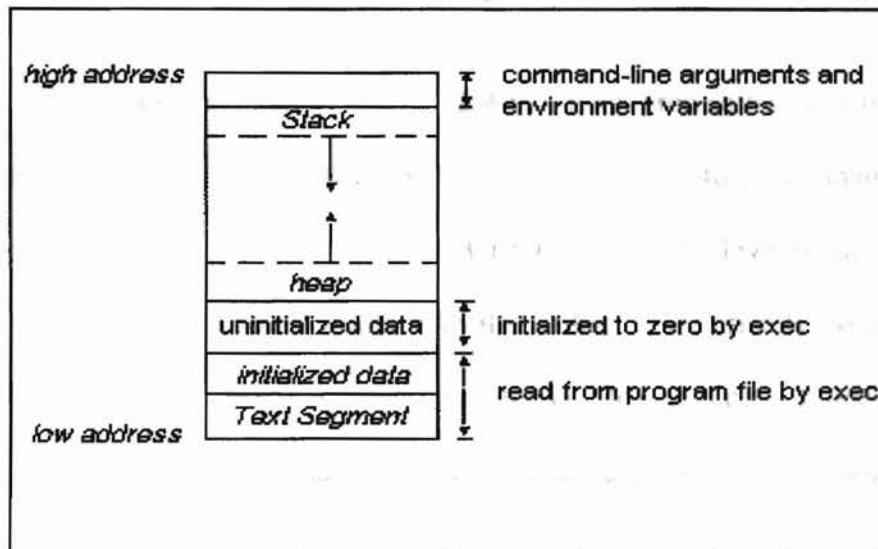 high address
command-line arguments and
environment variables
Stack
heap
uninitialized data
initialized to zero by exec
initialized data
read from program file by exec
Text Segment
low address